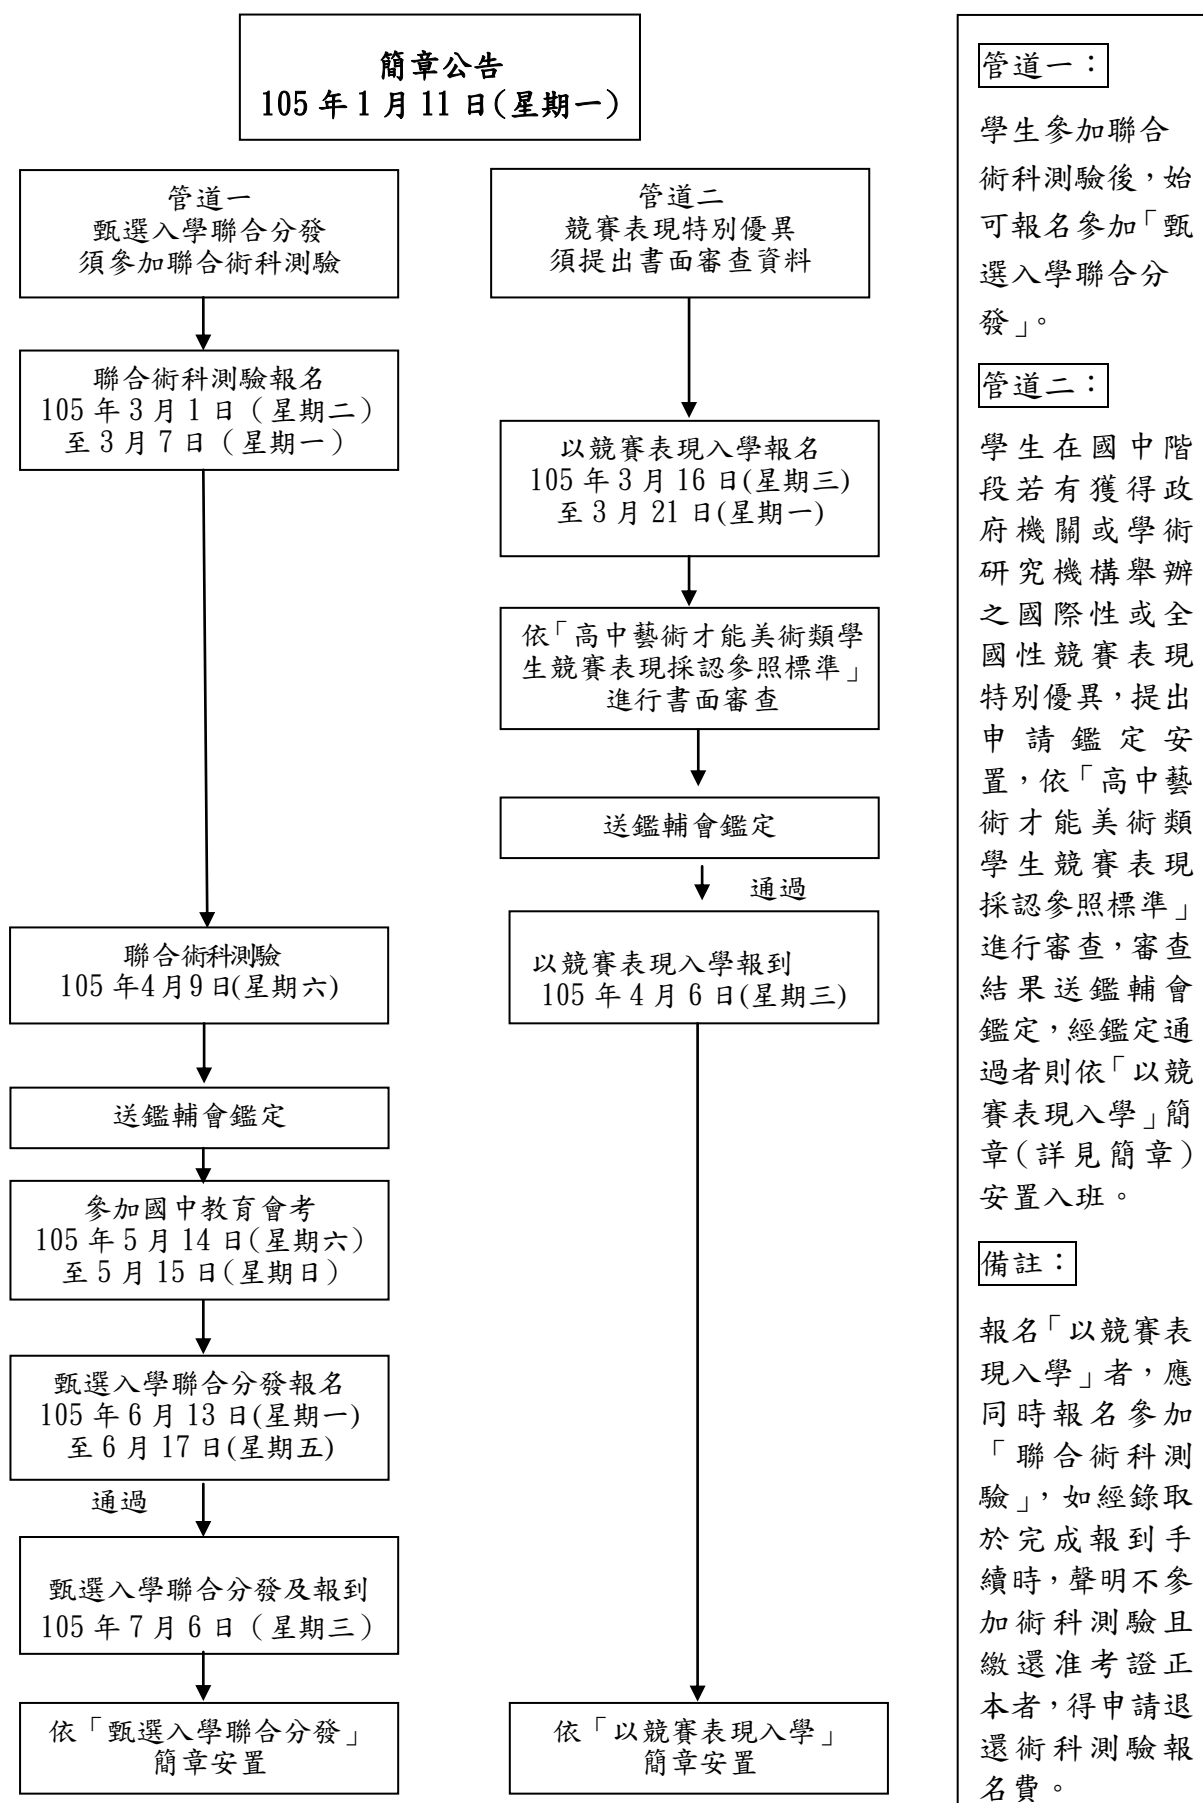 簡章公告
105 年 1 月 11 日(星期一)
管道一
甄選入學聯合分發
須參加聯合術科測驗
聯合術科測驗報名
105 年 3 月 1 日（星期二）
至 3 月 7 日（星期一）
聯合術科測驗
105 年4月9日(星期六)
送鑑輔會鑑定
參加國中教育會考
105 年 5 月 14 日(星期六)
至 5 月 15 日(星期日)
甄選入學聯合分發報名
105 年 6 月 13 日(星期一)
至 6 月 17 日(星期五)
通過
甄選入學聯合分發及報到
105 年 7 月 6 日（星期三）
依「甄選入學聯合分發」
簡章安置
管道二
競賽表現特別優異
須提出書面審查資料
以競賽表現入學報名
105 年 3 月 16 日(星期三)
至 3 月 21 日(星期一)
依「高中藝術才能美術類學
生競賽表現採認參照標準」
進行書面審查
送鑑輔會鑑定
通過
以競賽表現入學報到
105 年 4 月 6 日(星期三)
依「以競賽表現入學」
簡章安置
管道一：
學生參加聯合
術科測驗後，始
可報名參加「甄
選入學聯合分
發」。
管道二：
學生在國中階
段若有獲得政
府機關或學術
研究機構舉辦
之國際性或全
國性競賽表現
特別優異，提出
申請鑑定安
置，依「高中藝
術才能美術類
學生競賽表現
採認參照標準」
進行審查，審查
結果送鑑輔會
鑑定，經鑑定通
過者則依「以競
賽表現入學」簡
章(詳見簡章)
安置入班。
備註：
報名「以競賽表
現入學」者，應
同時報名參加
「聯合術科測
驗」，如經錄取
於完成報到手
續時，聲明不參
加術科測驗且
繳還准考證正
本者，得申請退
還術科測驗報
名費。